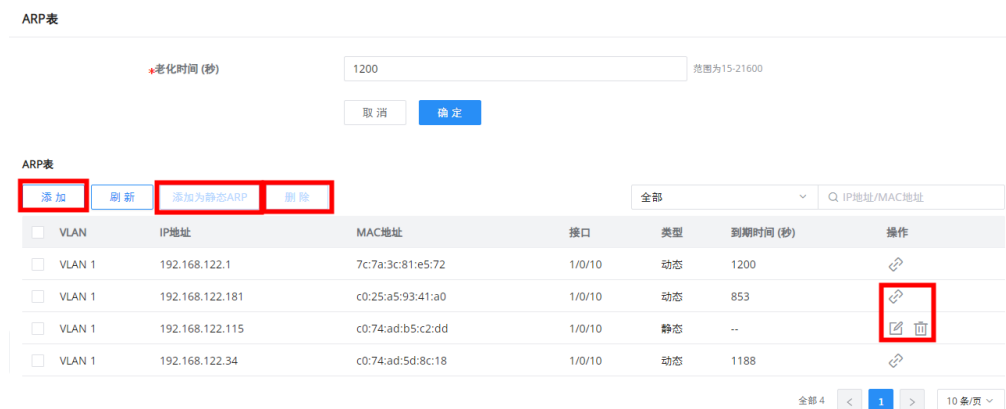 ARP表
*老化时间 (秒) 1200 范围为15-21600
取 消 确 定
ARP表
添 加 刷 新 添加为静态ARP 删 除 全部 IP地址/MAC地址
VLAN IP地址 MAC地址 接口 类型 到期时间 (秒) 操作
VLAN 1 192.168.122.1 7c:7a:3c:81:e5:72 1/0/10 动态 1200
VLAN 1 192.168.122.181 c0:25:a5:93:41:a0 1/0/10 动态 853
VLAN 1 192.168.122.115 c0:74:ad:b5:c2:dd 1/0/10 静态 --
VLAN 1 192.168.122.34 c0:74:ad:5d:8c:18 1/0/10 动态 1188
全部 4 < 1 > 10 条/页